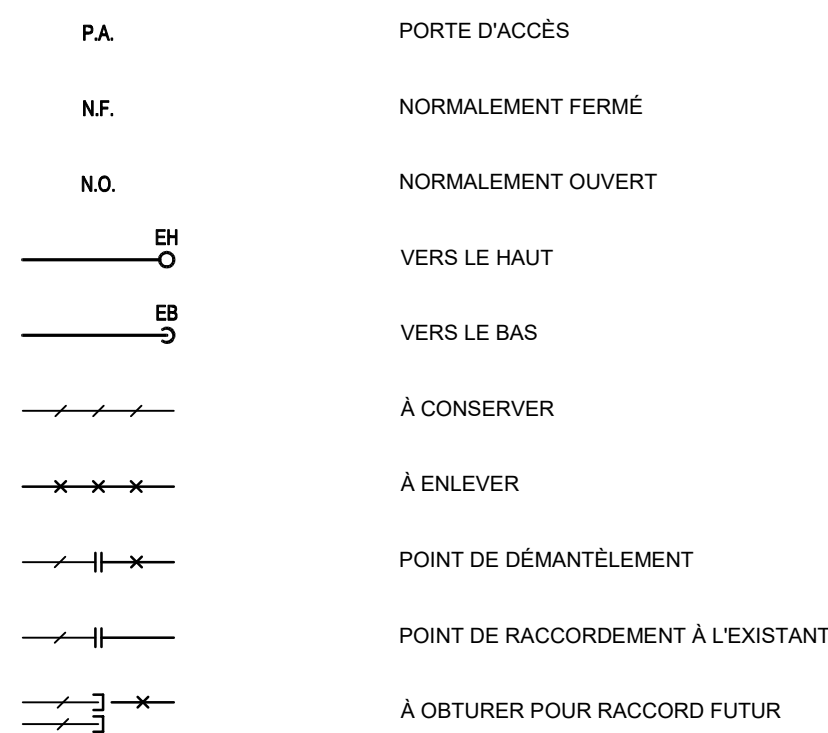 P.A. PORTE D'ACCÈS
N.F. NORMALEMENT FERMÉ
N.O. NORMALEMENT OUVERT
EH VERS LE HAUT
EB VERS LE BAS
À CONSERVER
À ENLEVER
POINT DE DÉMANTÈLEMENT
POINT DE RACCORDEMENT À L'EXISTANT
À OBTURER POUR RACCORD FUTUR